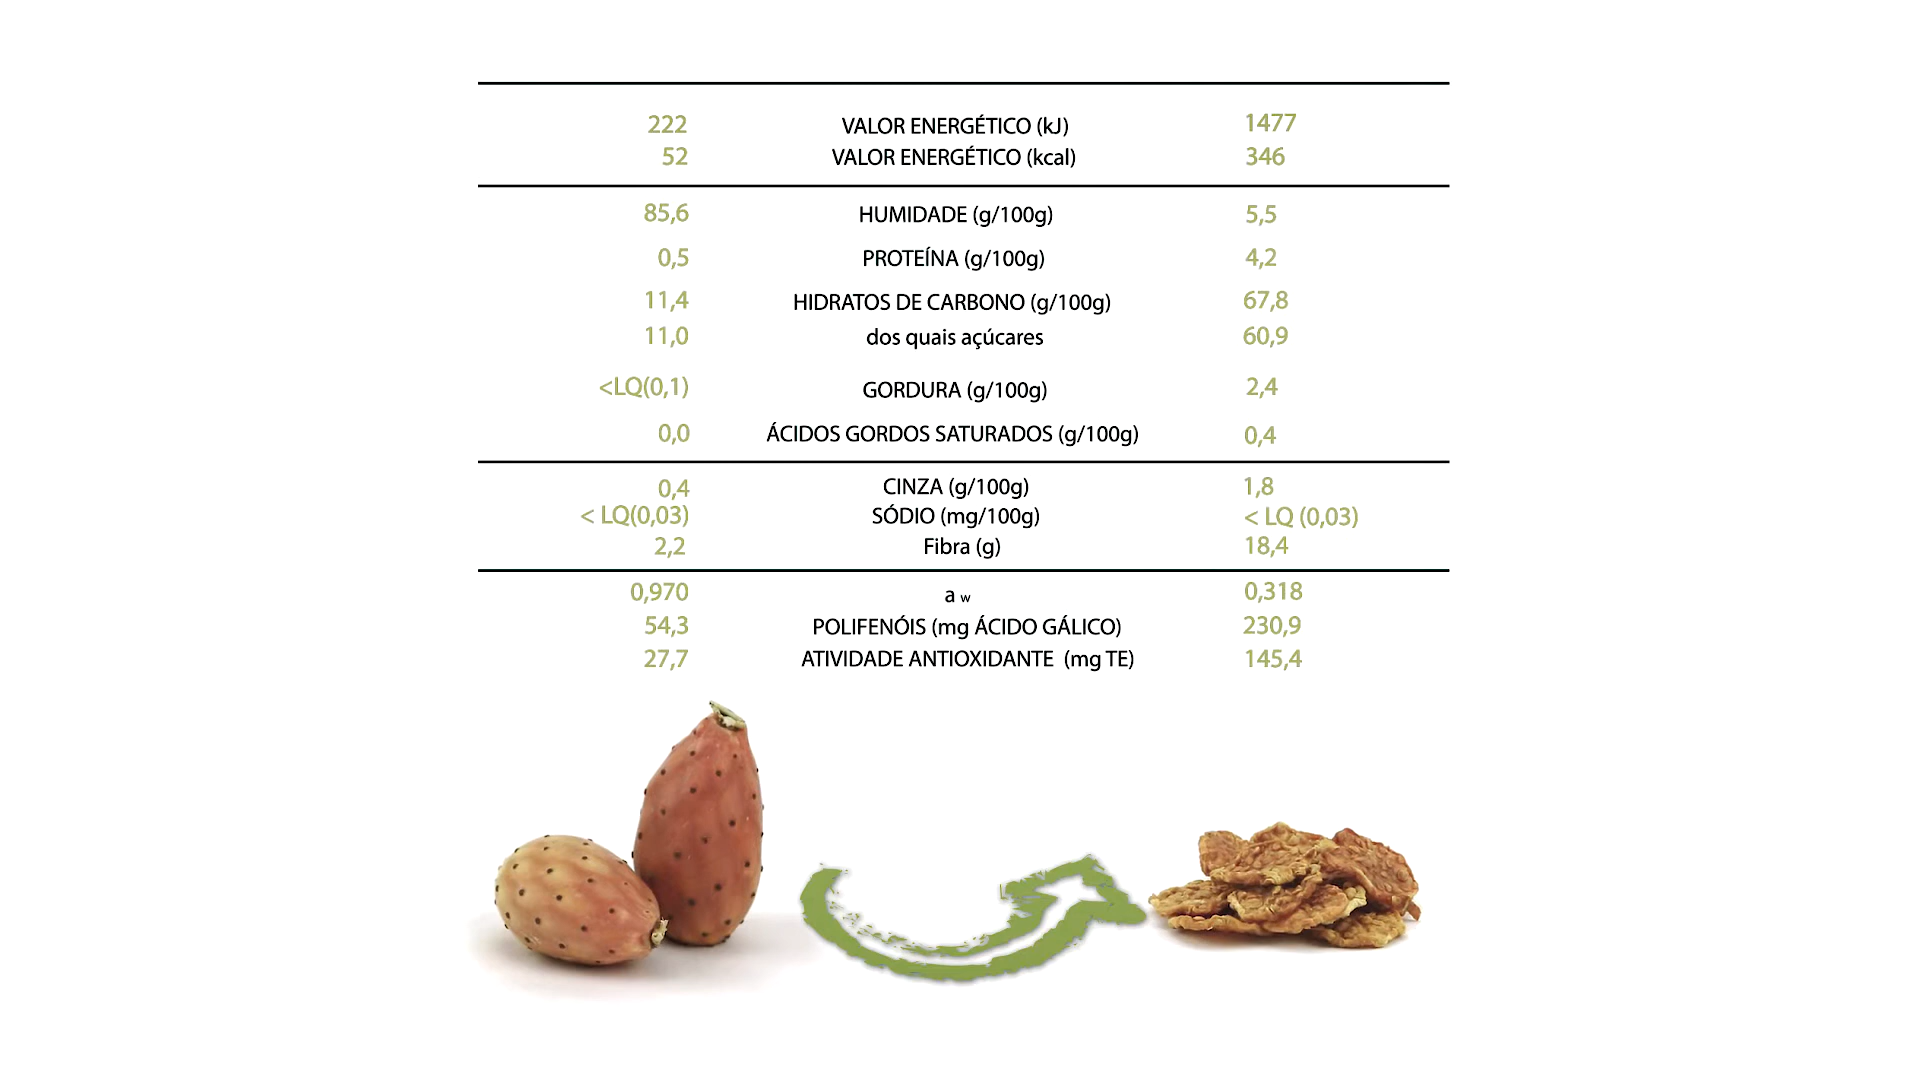 222 VALOR ENERGÉTICO (kJ) 1477
52 VALOR ENERGÉTICO (kcal) 346
85,6 HUMIDADE (g/100g) 5,5
0,5 PROTEÍNA (g/100g) 4,2
11,4 HIDRATOS DE CARBONO (g/100g) 67,8
11,0 dos quais açúcares 60,9
<LQ(0,1) GORDURA (g/100g) 2,4
0,0 ÁCIDOS GORDOS SATURADOS (g/100g) 0,4
0,4 CINZA (g/100g) 1,8
< LQ(0,03) SÓDIO (mg/100g) < LQ (0,03)
2,2 Fibra (g) 18,4
0,970 a w 0,318
54,3 POLIFENÓIS (mg ÁCIDO GÁLICO) 230,9
27,7 ATIVIDADE ANTIOXIDANTE (mg TE) 145,4